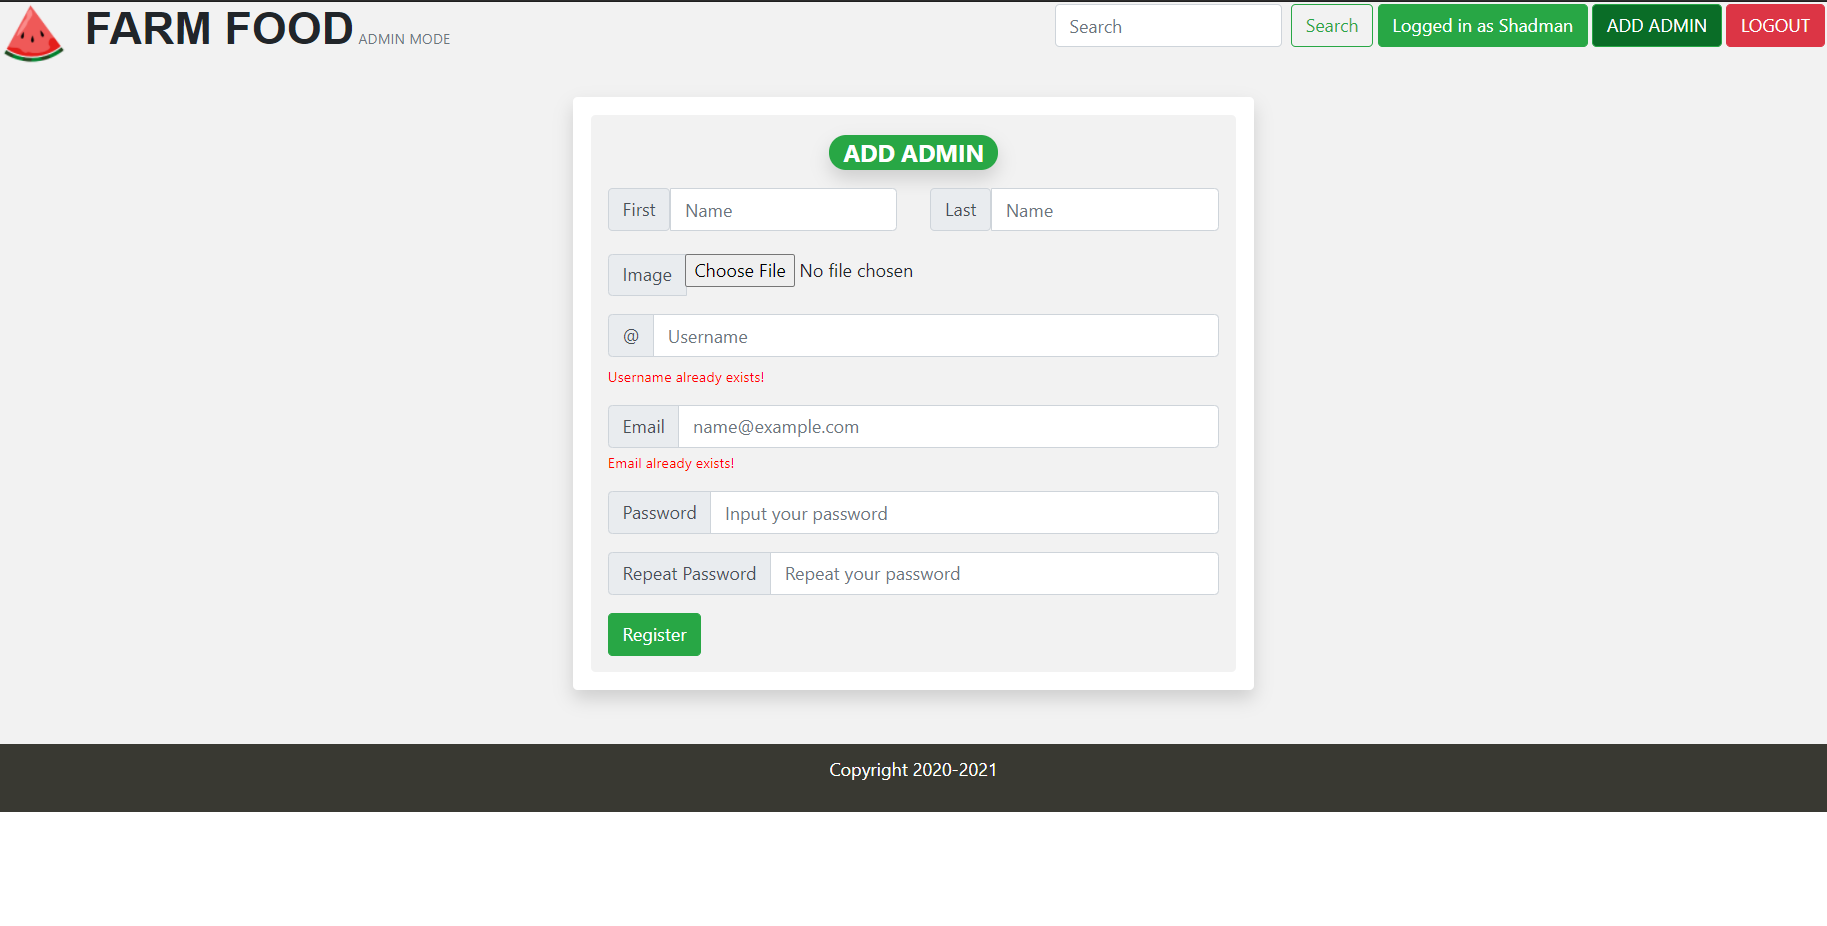 FARM FOOD ADMIN MODE
Search Search Logged in as Shadman ADD ADMIN LOGOUT
ADD ADMIN
First Name Last Name
Image Choose File No file chosen
@ Username
Username already exists!
Email name@example.com
Email already exists!
Password Input your password
Repeat Password Repeat your password
Register
Copyright 2020-2021